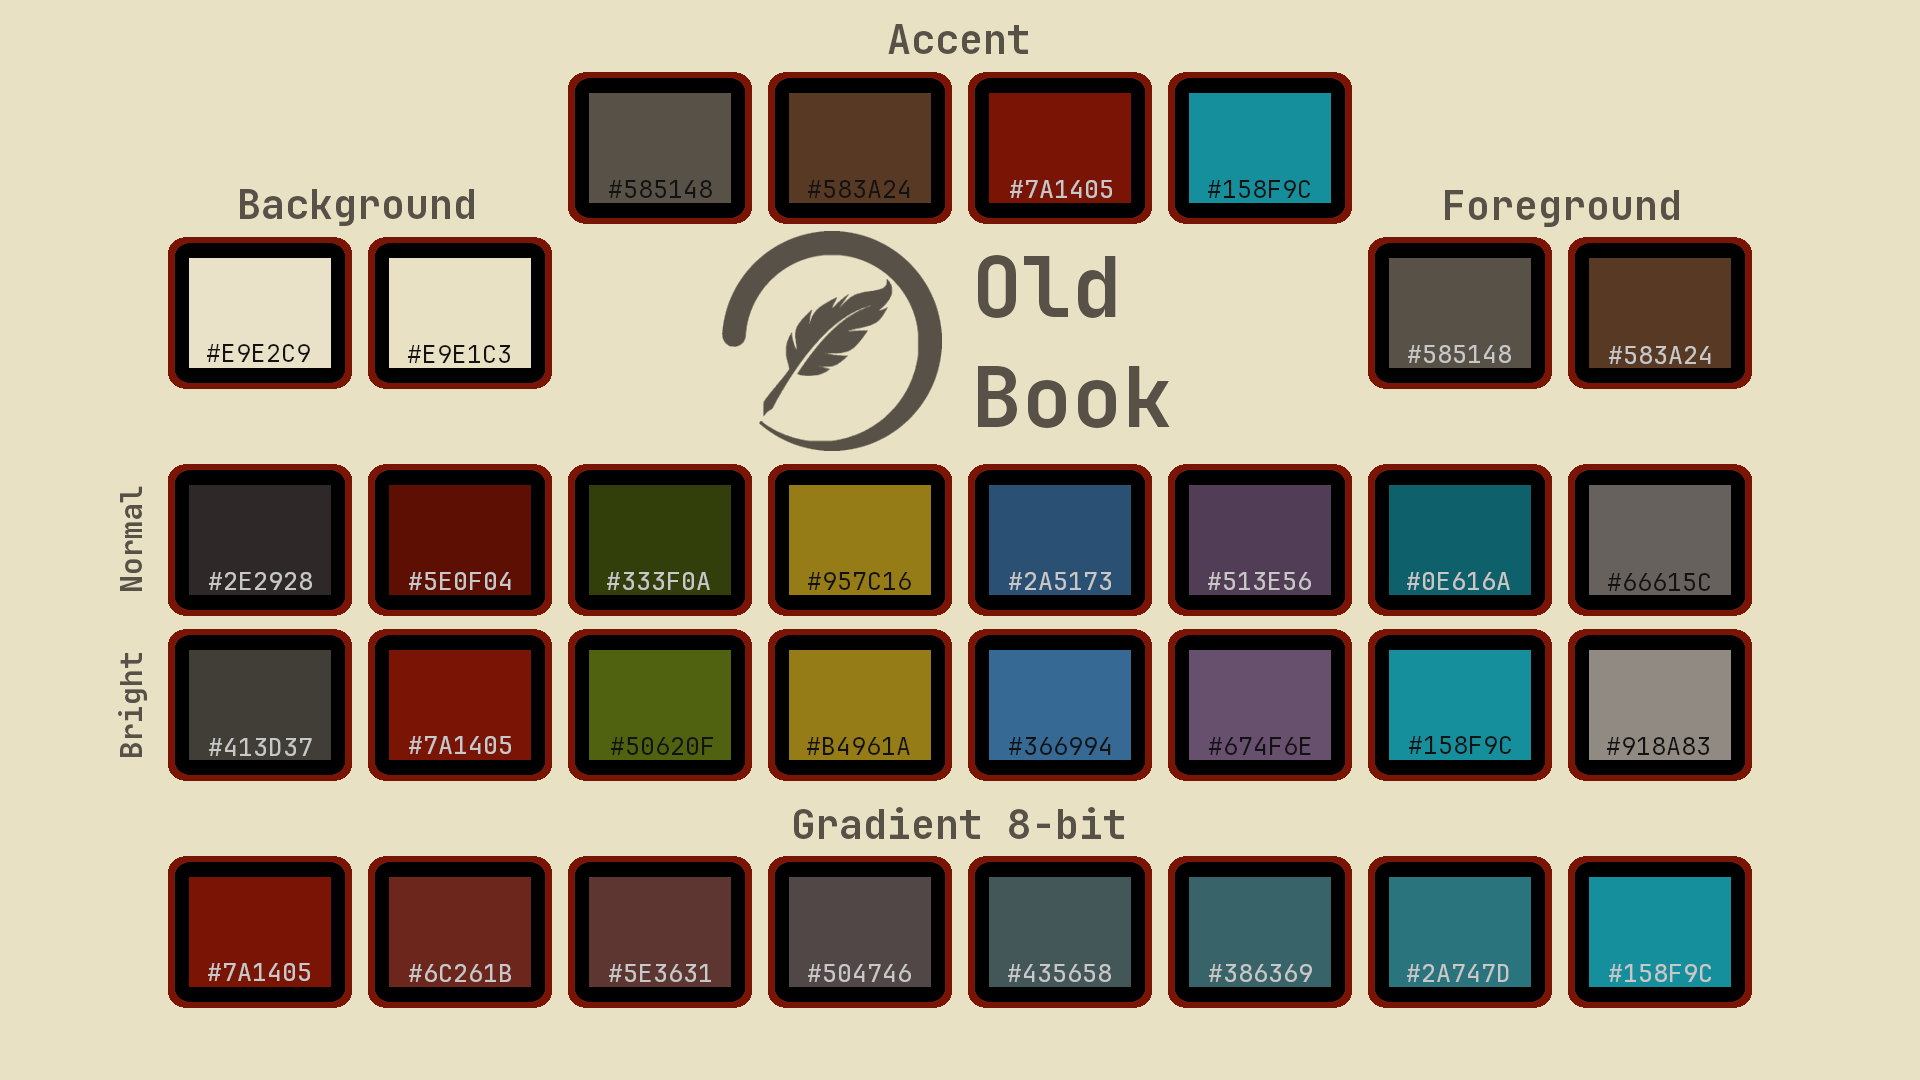 Accent
#585148 #583A24 #7A1405 #158F9C
Background
#E9E2C9 #E9E1C3
Foreground
#585148 #583A24
Old
Book
Normal
#2E2928 #5E0F04 #333F0A #957C16 #2A5173 #513E56 #0E616A #66615C
Bright
#413D37 #7A1405 #50620F #B4961A #366994 #674F6E #158F9C #918A83
Gradient 8-bit
#7A1405 #6C261B #5E3631 #504746 #435658 #386369 #2A747D #158F9C